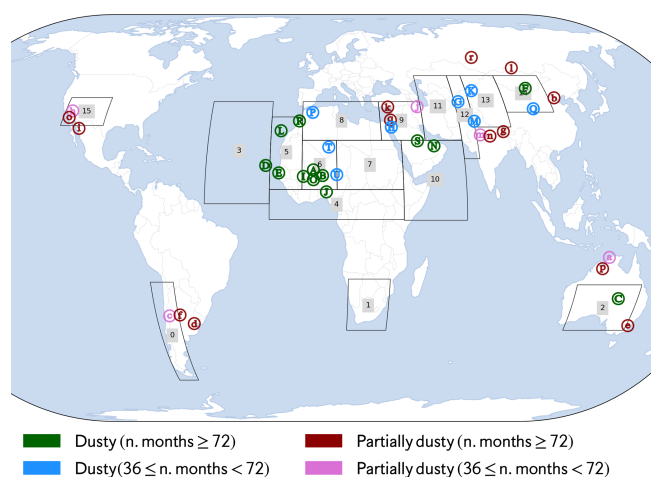 r
l
K
F
G
13
b
k
11
15
Q
P
12
o
8
q
9
R
M
L
H
g
m
n
S
N
T
3
5
D
6
7
A
E
I
B
U
10
J
4
a
P
C
1
2
c
f
d
e
0
Dusty (n. months ≥ 72)
Partially dusty (n. months ≥ 72)
Dusty(36 ≤ n. months < 72)
Partially dusty (36 ≤ n. months < 72)